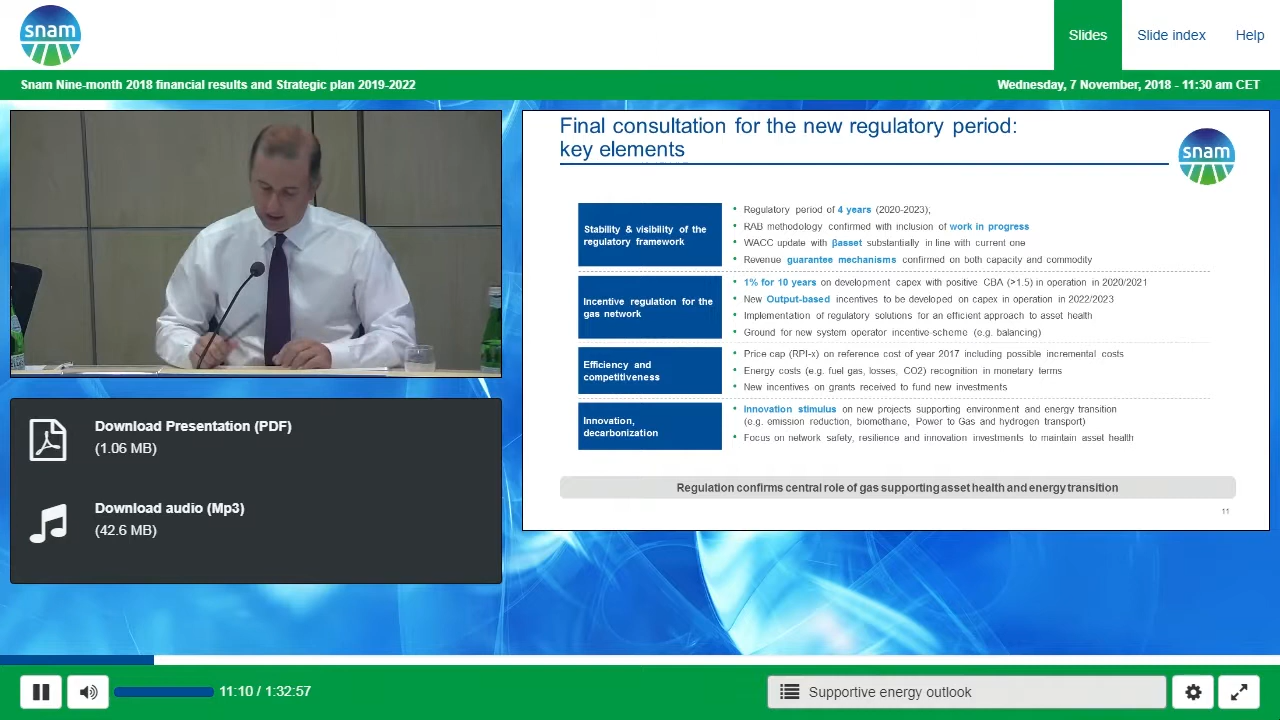 snam
Slides
Slide index
Help
Snam Nine-month 2018 financial results and Strategic plan 2019-2022
Wednesday, 7 November, 2018 - 11:30 am CET
Final consultation for the new regulatory period:
key elements
snam
Stability & visibility of the
regulatory framework
• Regulatory period of 4 years (2020-2023);
• RAB methodology confirmed with inclusion of work in progress
• WACC update with βasset substantially in line with current one
• Revenue guarantee mechanisms confirmed on both capacity and commodity
Incentive regulation for the
gas network
• 1% for 10 years on development capex with positive CBA (>1.5) in operation in 2020/2021
• New Output-based incentives to be developed on capex in operation in 2022/2023
• Implementation of regulatory solutions for an efficient approach to asset health
• Ground for new system operator incentive-scheme (e.g. balancing)
Efficiency and
competitiveness
• Price cap (RPI-x) on reference cost of year 2017 including possible incremental costs
• Energy costs (e.g. fuel gas, losses, CO2) recognition in monetary terms
• New incentives on grants received to fund new investments
Innovation,
decarbonization
• Innovation stimulus on new projects supporting environment and energy transition
(e.g. emission reduction, biomethane, Power to Gas and hydrogen transport)
• Focus on network safety, resilience and innovation investments to maintain asset health
Regulation confirms central role of gas supporting asset health and energy transition
11
Download Presentation (PDF)
(1.06 MB)
Download audio (Mp3)
(42.6 MB)
11:10 / 1:32:57
Supportive energy outlook